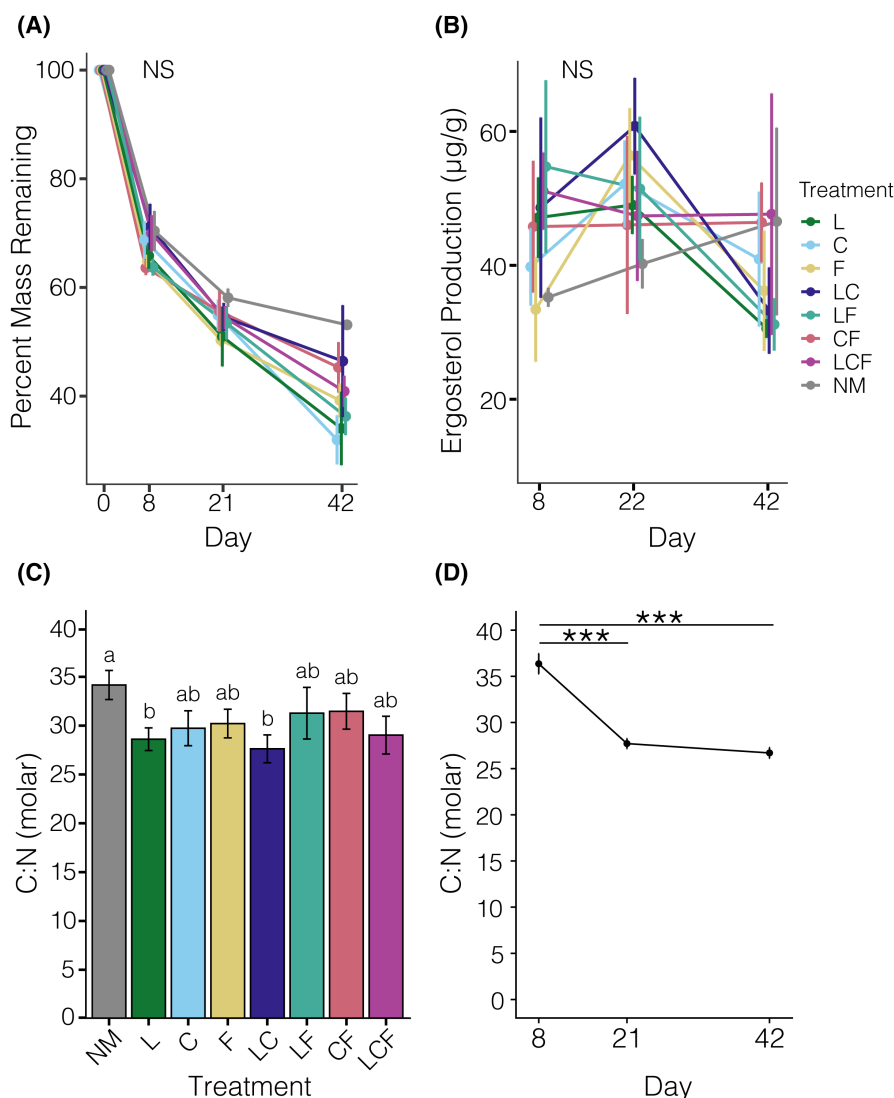 (A)
NS
Percent Mass Remaining
100
80
60
40
0 8 21 42
Day
(B)
NS
Ergosterol Production (µg/g)
60
40
20
8 22 42
Day
Treatment
L
C
F
LC
LF
CF
LCF
NM
(C)
C:N (molar)
40
35
30
25
20
15
10
5
0
a b ab ab b ab ab ab
NM L C F LC LF CF LCF
Treatment
(D)
C:N (molar)
40
35
30
25
20
15
10
5
0
***
***
8 21 42
Day